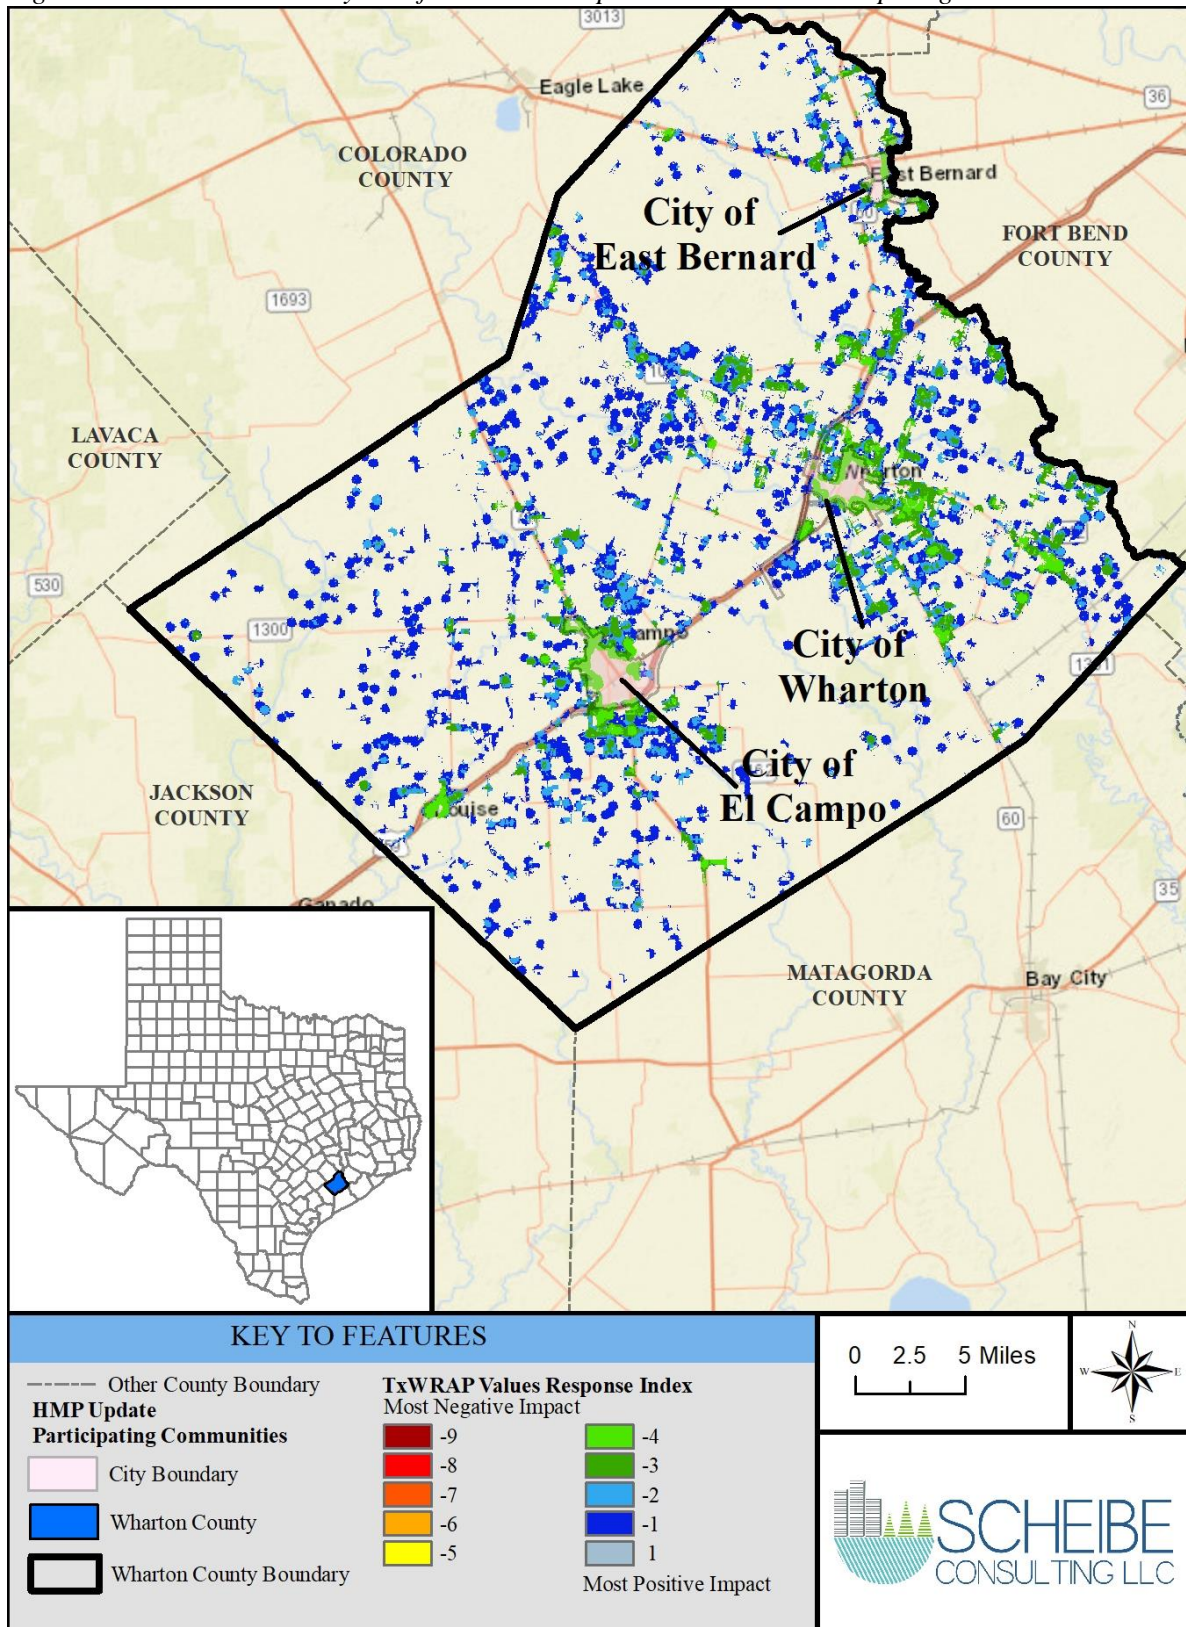 3013
Eagle Lake
36
COLORADO
COUNTY
East Bernard
City of
East Bernard
FORT BEND
COUNTY
1693
LAVACA
COUNTY
Wharton
530
1300
City of
Wharton
City of
El Campo
JACKSON
COUNTY
Louise
60
35
Ganado
MATAGORDA
COUNTY
Bay City
KEY TO FEATURES
Other County Boundary
HMP Update
Participating Communities
City Boundary
Wharton County
Wharton County Boundary
TxWRAP Values Response Index
Most Negative Impact
-9
-8
-7
-6
-5
-4
-3
-2
-1
1
Most Positive Impact
0 2.5 5 Miles
N
W E
S
SCHEIBE
CONSULTING LLC